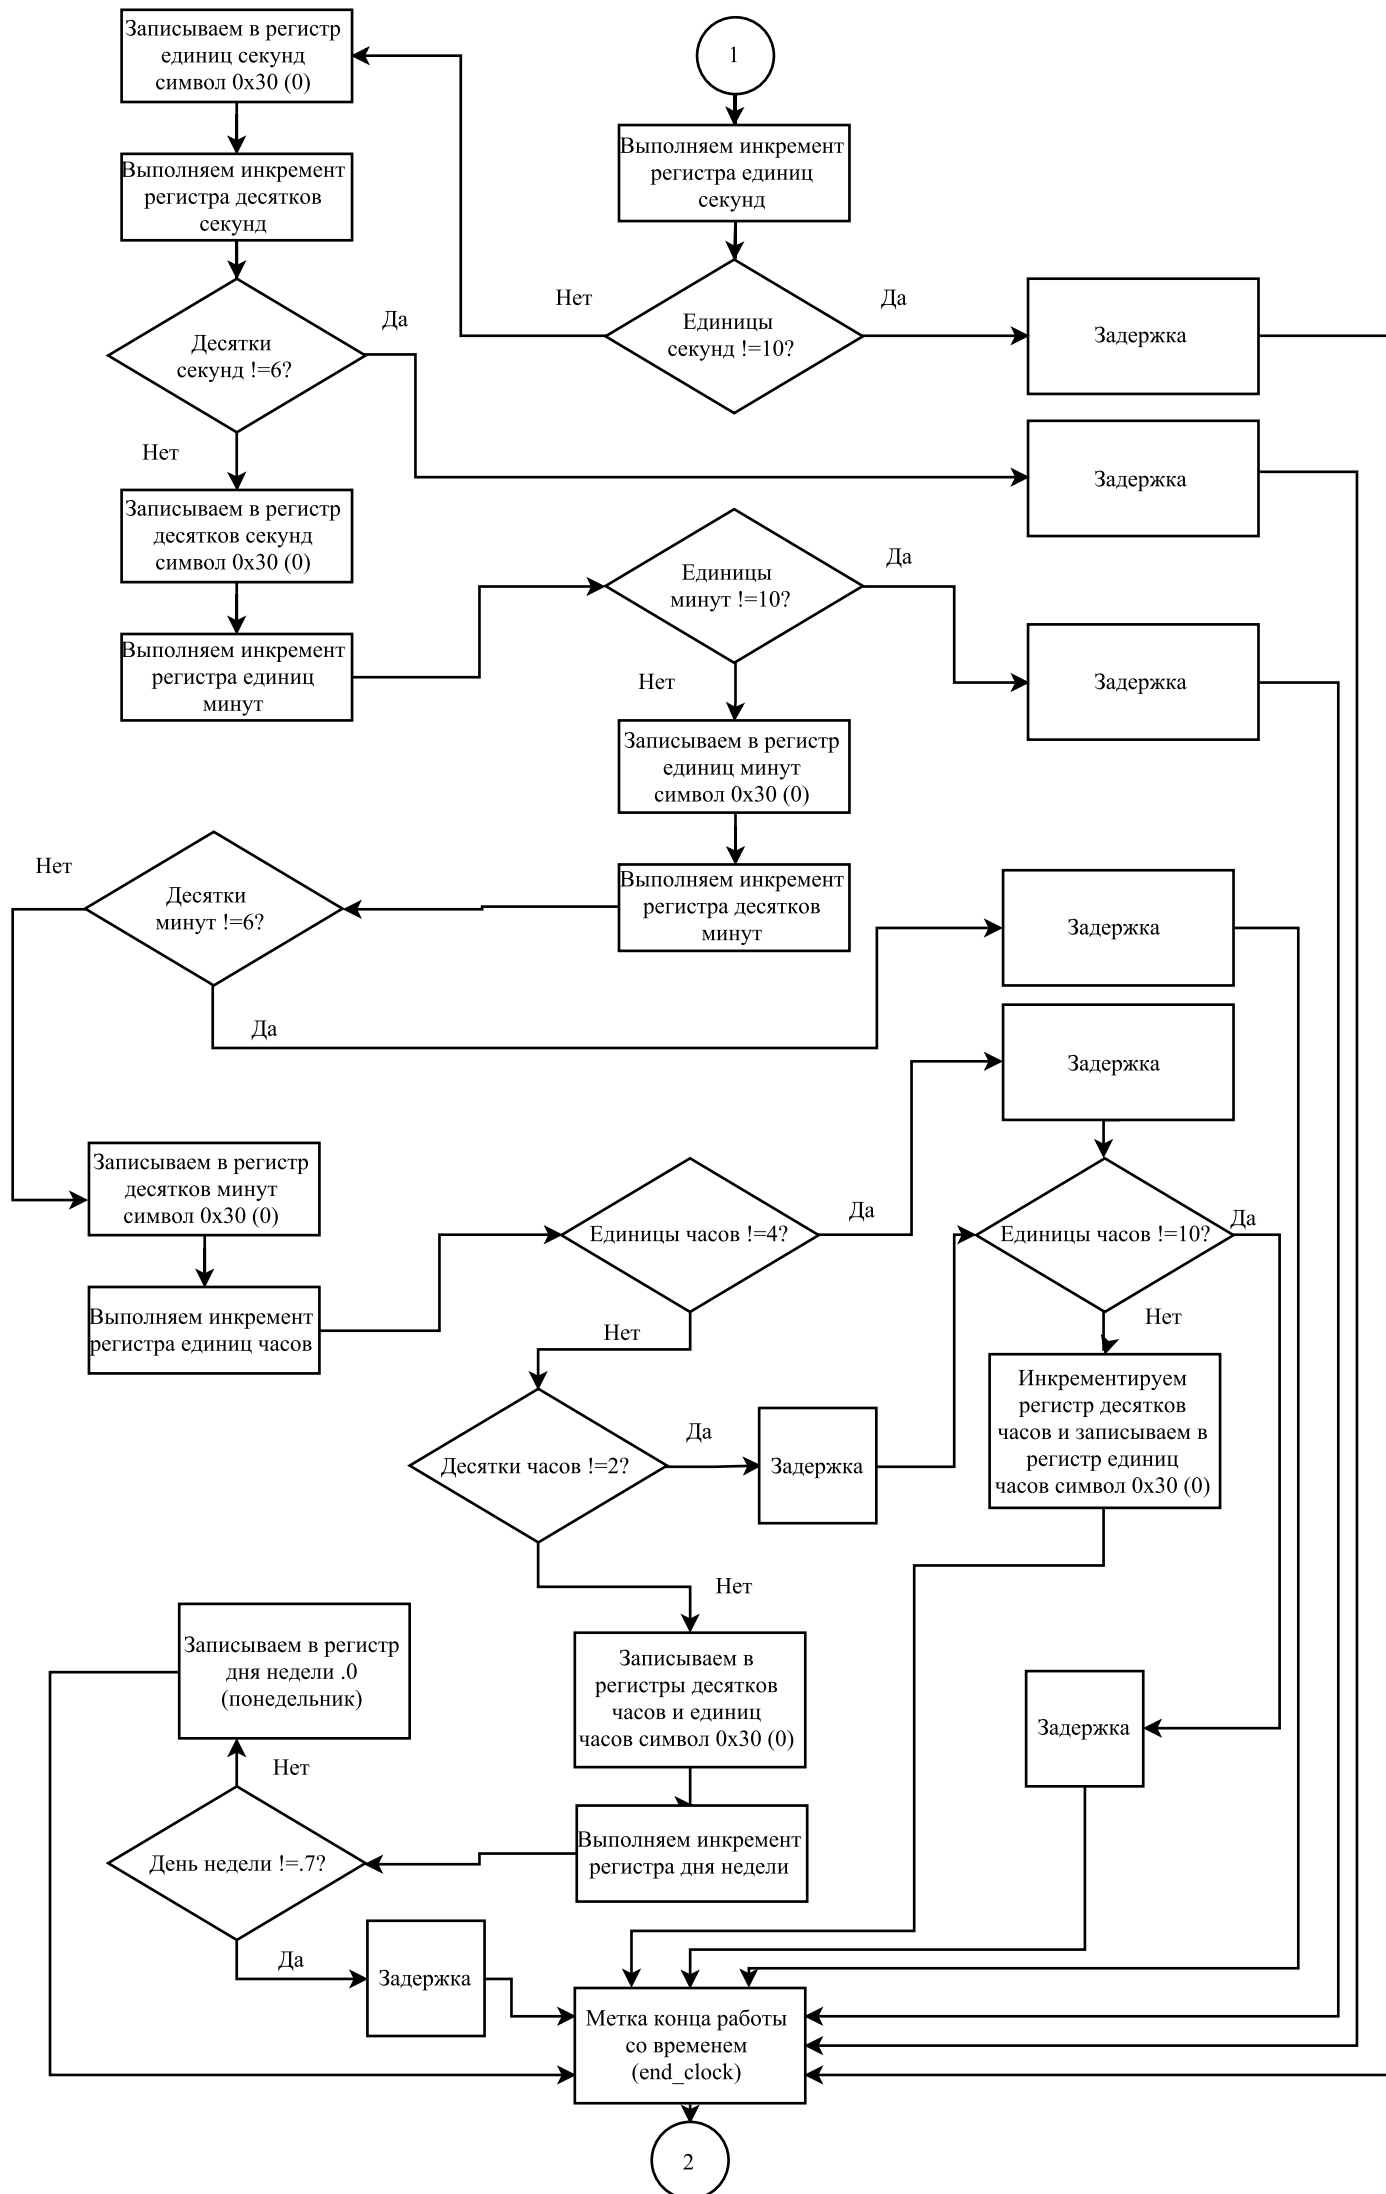 Записываем в регистр
единиц секунд
символ 0x30 (0)
1
Выполняем инкремент
регистра единиц
секунд
Выполняем инкремент
регистра десятков
секунд
Нет
Да
Единицы
секунд !=10?
Задержка
Да
Десятки
секунд !=6?
Нет
Задержка
Записываем в регистр
десятков секунд
символ 0x30 (0)
Да
Единицы
минут !=10?
Выполняем инкремент
регистра единиц
минут
Нет
Задержка
Записываем в регистр
единиц минут
символ 0x30 (0)
Нет
Десятки
минут !=6?
Выполняем инкремент
регистра десятков
минут
Задержка
Да
Задержка
Записываем в регистр
десятков минут
символ 0x30 (0)
Да
Единицы часов !=4?
Единицы часов !=10?
Да
Выполняем инкремент
регистра единиц часов
Нет
Нет
Инкрементируем
регистр десятков
часов и записываем в
регистр единиц
часов символ 0x30 (0)
Да
Десятки часов !=2?
Задержка
Нет
Записываем в регистр
дня недели .0
(понедельник)
Записываем в
регистры десятков
часов и единиц
часов символ 0x30 (0)
Задержка
Нет
День недели !=.7?
Выполняем инкремент
регистра дня недели
Да
Задержка
Метка конца работы
со временем
(end_clock)
2